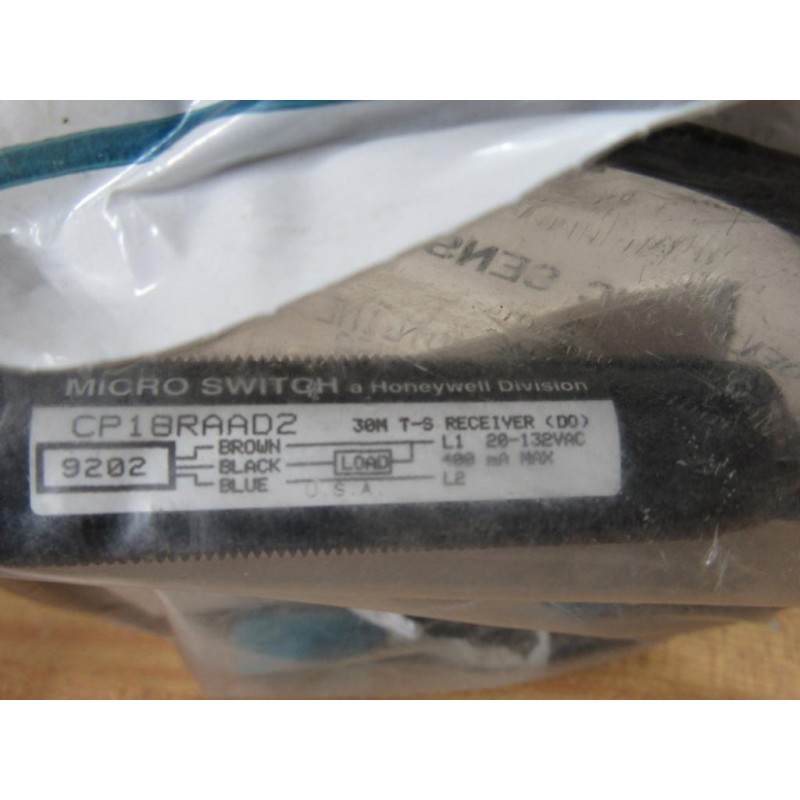 SENS
MICRO SWITCH a Honeywell Division
CP18RAAD2 30M T-S RECEIVER (DO)
BROWN L1 20-132VAC
9202 BLACK LOAD 400 mA MAX
BLUE L2
U.S.A.